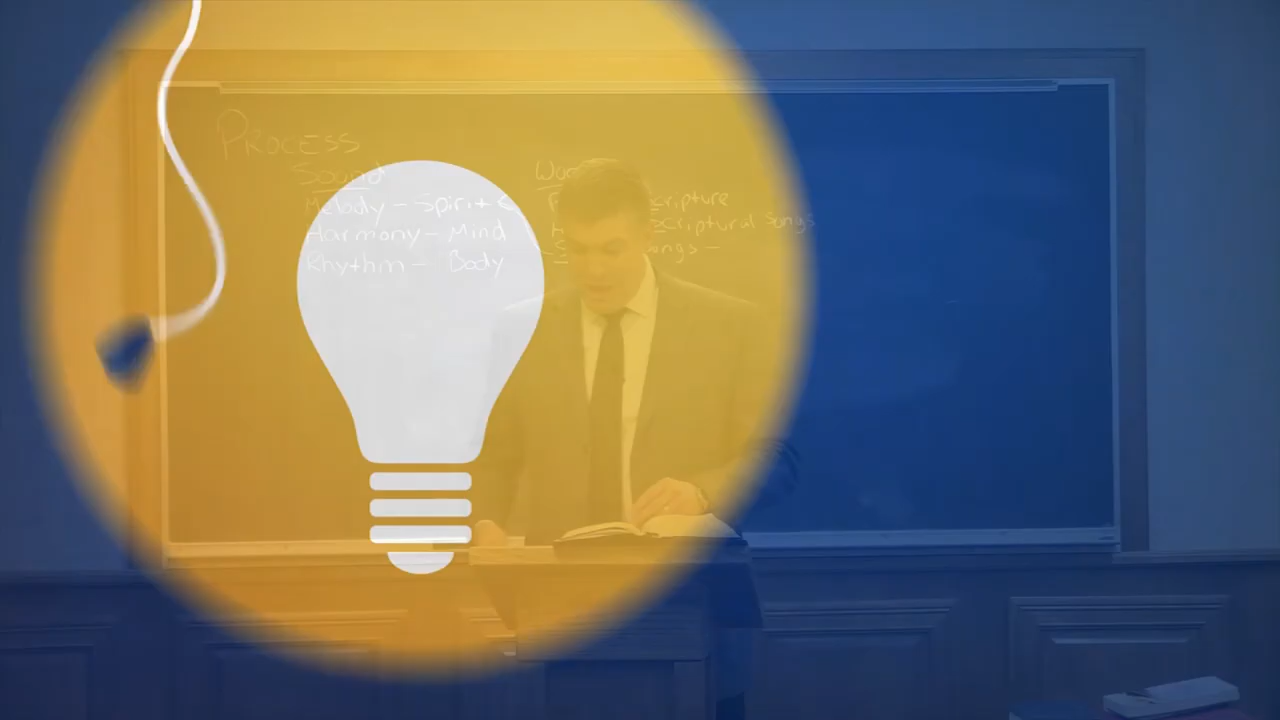 PROCESS
Sound
Melody - Spirit
Harmony - Mind
Rhythm - Body
scripture
scriptural songs
songs -